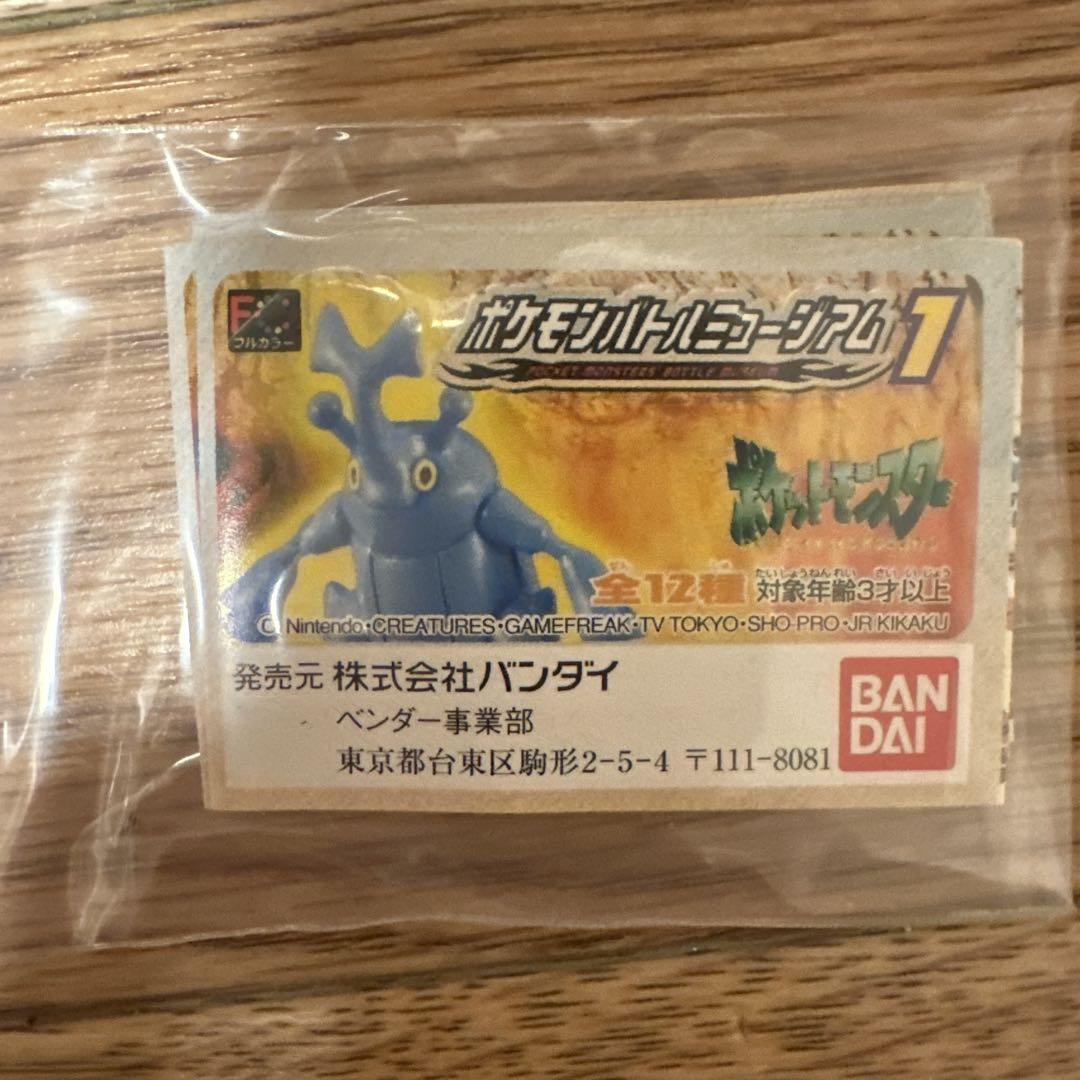 F
フルカラー
ポケモンバトルミュージアム1
POCKET MONSTERS BOTTLE MUSEUM
ポケットモンスター
ぜん しゅ
全12種
たいしょうねんれい さい い じょう
対象年齢3才以上
© Nintendo・CREATURES・GAMEFREAK・TV TOKYO・SHO-PRO・JR KIKAKU
発売元 株式会社バンダイ
ベンダー事業部
東京都台東区駒形2-5-4 〒111-8081
BAN
DAI